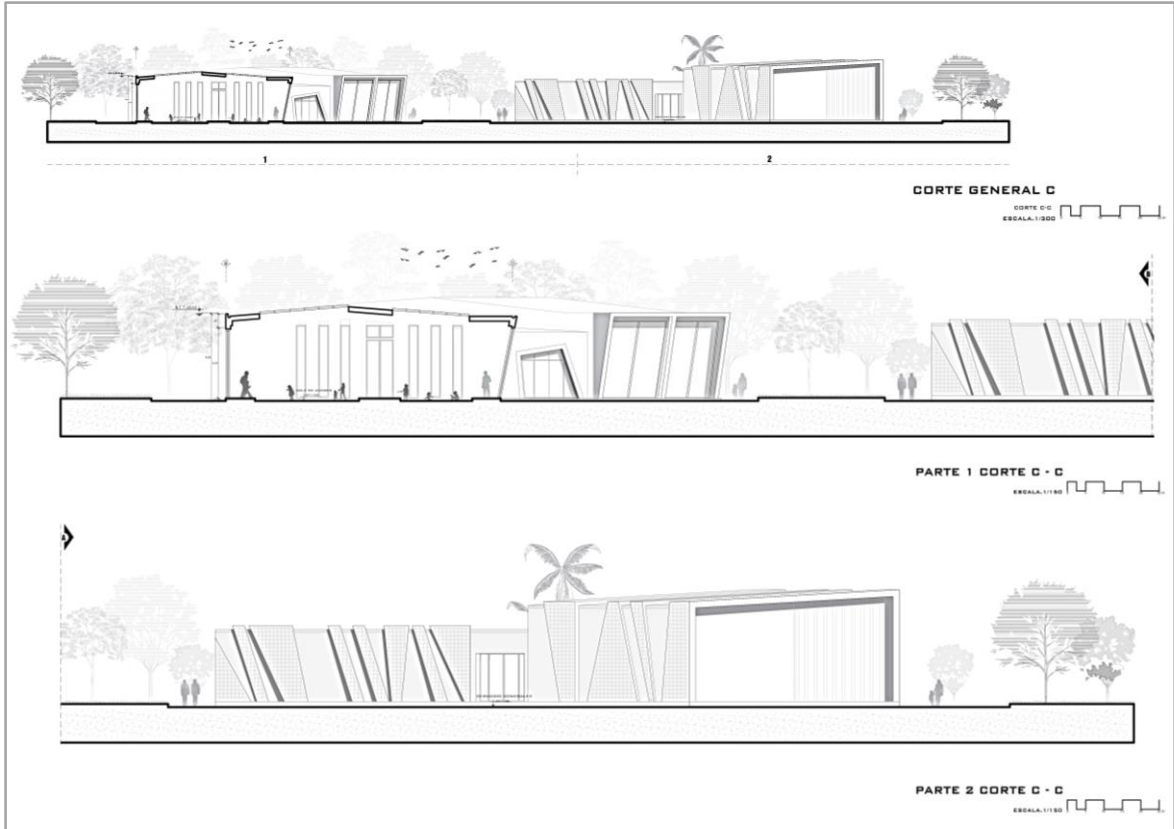 1
2
CORTE GENERAL C
CORTE C-C
ESCALA.1/300
PARTE 1 CORTE C - C
ESCALA.1/150
PARTE 2 CORTE C - C
ESCALA.1/150